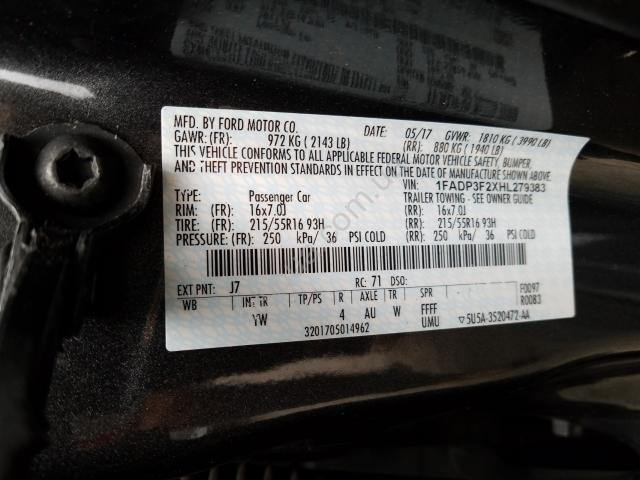 MFD. BY FORD MOTOR CO.
DATE: 05/17 GVWR: 1810 KG ( 3990 LB)
GAWR: (FR): 972 KG ( 2143 LB) (RR): 880 KG ( 1940 LB)
THIS VEHICLE CONFORMS TO ALL APPLICABLE FEDERAL MOTOR VEHICLE SAFETY, BUMPER,
AND THEFT PREVENTION STANDARDS IN EFFECT ON THE DATE OF MANUFACTURE SHOWN ABOVE.
VIN: 1FADP3F2XHL279383
TYPE: Passenger Car TRAILER TOWING - SEE OWNER GUIDE
RIM: (FR): 16x7.0J (RR): 16x7.0J
TIRE: (FR): 215/55R16 93H (RR): 215/55R16 93H
PRESSURE: (FR) 250 kPa/ 36 PSI COLD (RR) 250 kPa/ 36 PSI COLD
EXT PNT: J7 RC: 71 DSO: F0097
WB INT TR TP/PS R AXLE TR SPR R0083
YW 4 AU W FFFF
3201705014962 UMU ▽5U5A-3520472-AA